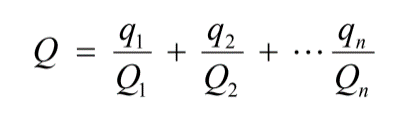 Q = q₁/Q₁ + q₂/Q₂ + ⋯ qₙ/Qₙ